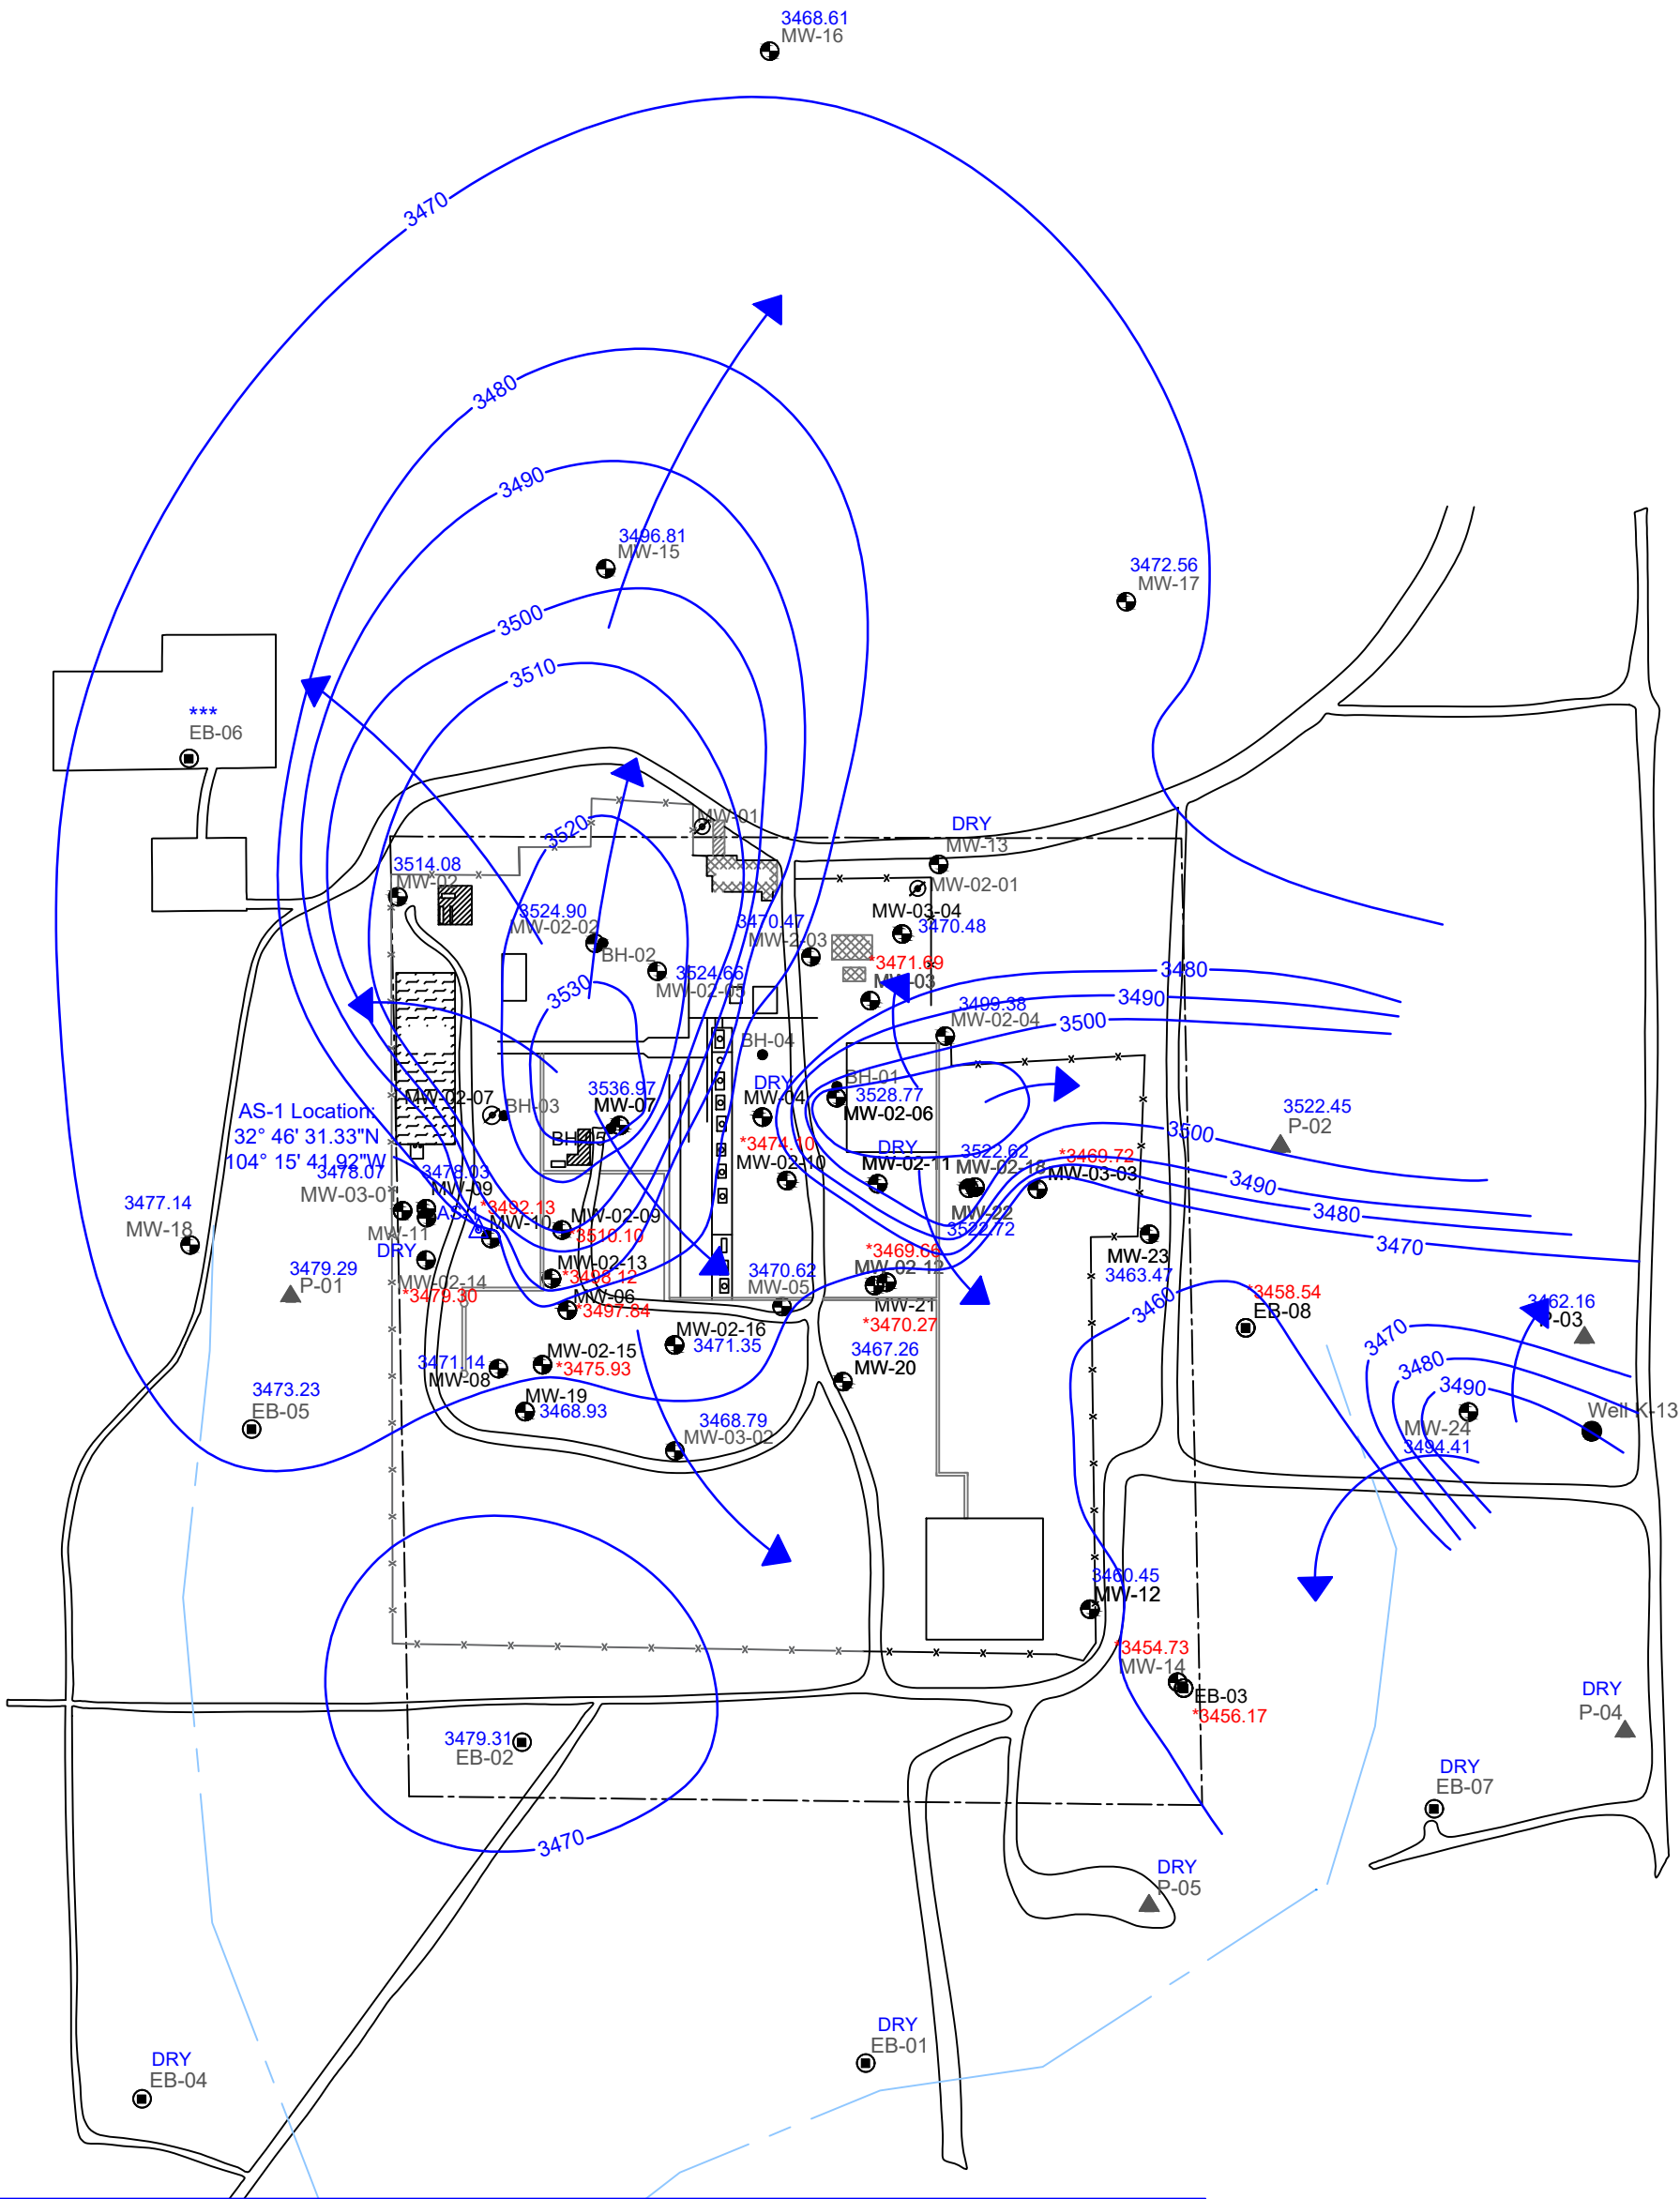 3468.61
MW-16
3470
3480
3490
3496.81
MW-15
3472.56
MW-17
3500
3510
***
EB-06
3520
MW-01
DRY
MW-13
3514.08
MW-02
MW-02-01
3524.90
MW-02-02
BH-02
3470.47
MW-2-03
MW-03-04
3470.48
3524.66
MW-02-05
*3471.69
MW-03
3480
3530
3490
3499.38
MW-02-04
3500
BH-04
BH-01
DRY
MW-04
3528.77
MW-02-06
MW-02-07
BH-03
3536.97
MW-07
BH-05
AS-1 Location:
32° 46' 31.33"N
104° 15' 41.92"W
3522.45
P-02
3500
*3474.10
MW-02-10
DRY
MW-02-11
3522.62
MW-02-18
*3469.72
MW-03-03
3478.07
MW-03-01
3478.03
MW-09
3490
3477.14
MW-18
AS-1
*3492.13
MW-10
MW-02-09
*3510.10
MW-22
3522.72
3480
MW-11
DRY
3470
3479.29
P-01
MW-02-14
*3479.30
MW-02-13
*3498.12
MW-06
*3497.84
3470.62
MW-05
*3469.66
MW-02-12
MW-21
*3470.27
MW-23
3463.47
3460
*3458.54
EB-08
3462.16
P-03
3470
3480
3490
MW-02-16
3471.35
3467.26
MW-20
3471.14
MW-08
MW-02-15
*3475.93
3473.23
EB-05
MW-19
3468.93
3468.79
MW-03-02
Well K-13
MW-24
3494.41
3460.45
MW-12
*3454.73
MW-14
EB-03
*3456.17
DRY
P-04
3479.31
EB-02
DRY
EB-07
3470
DRY
P-05
DRY
EB-01
DRY
EB-04